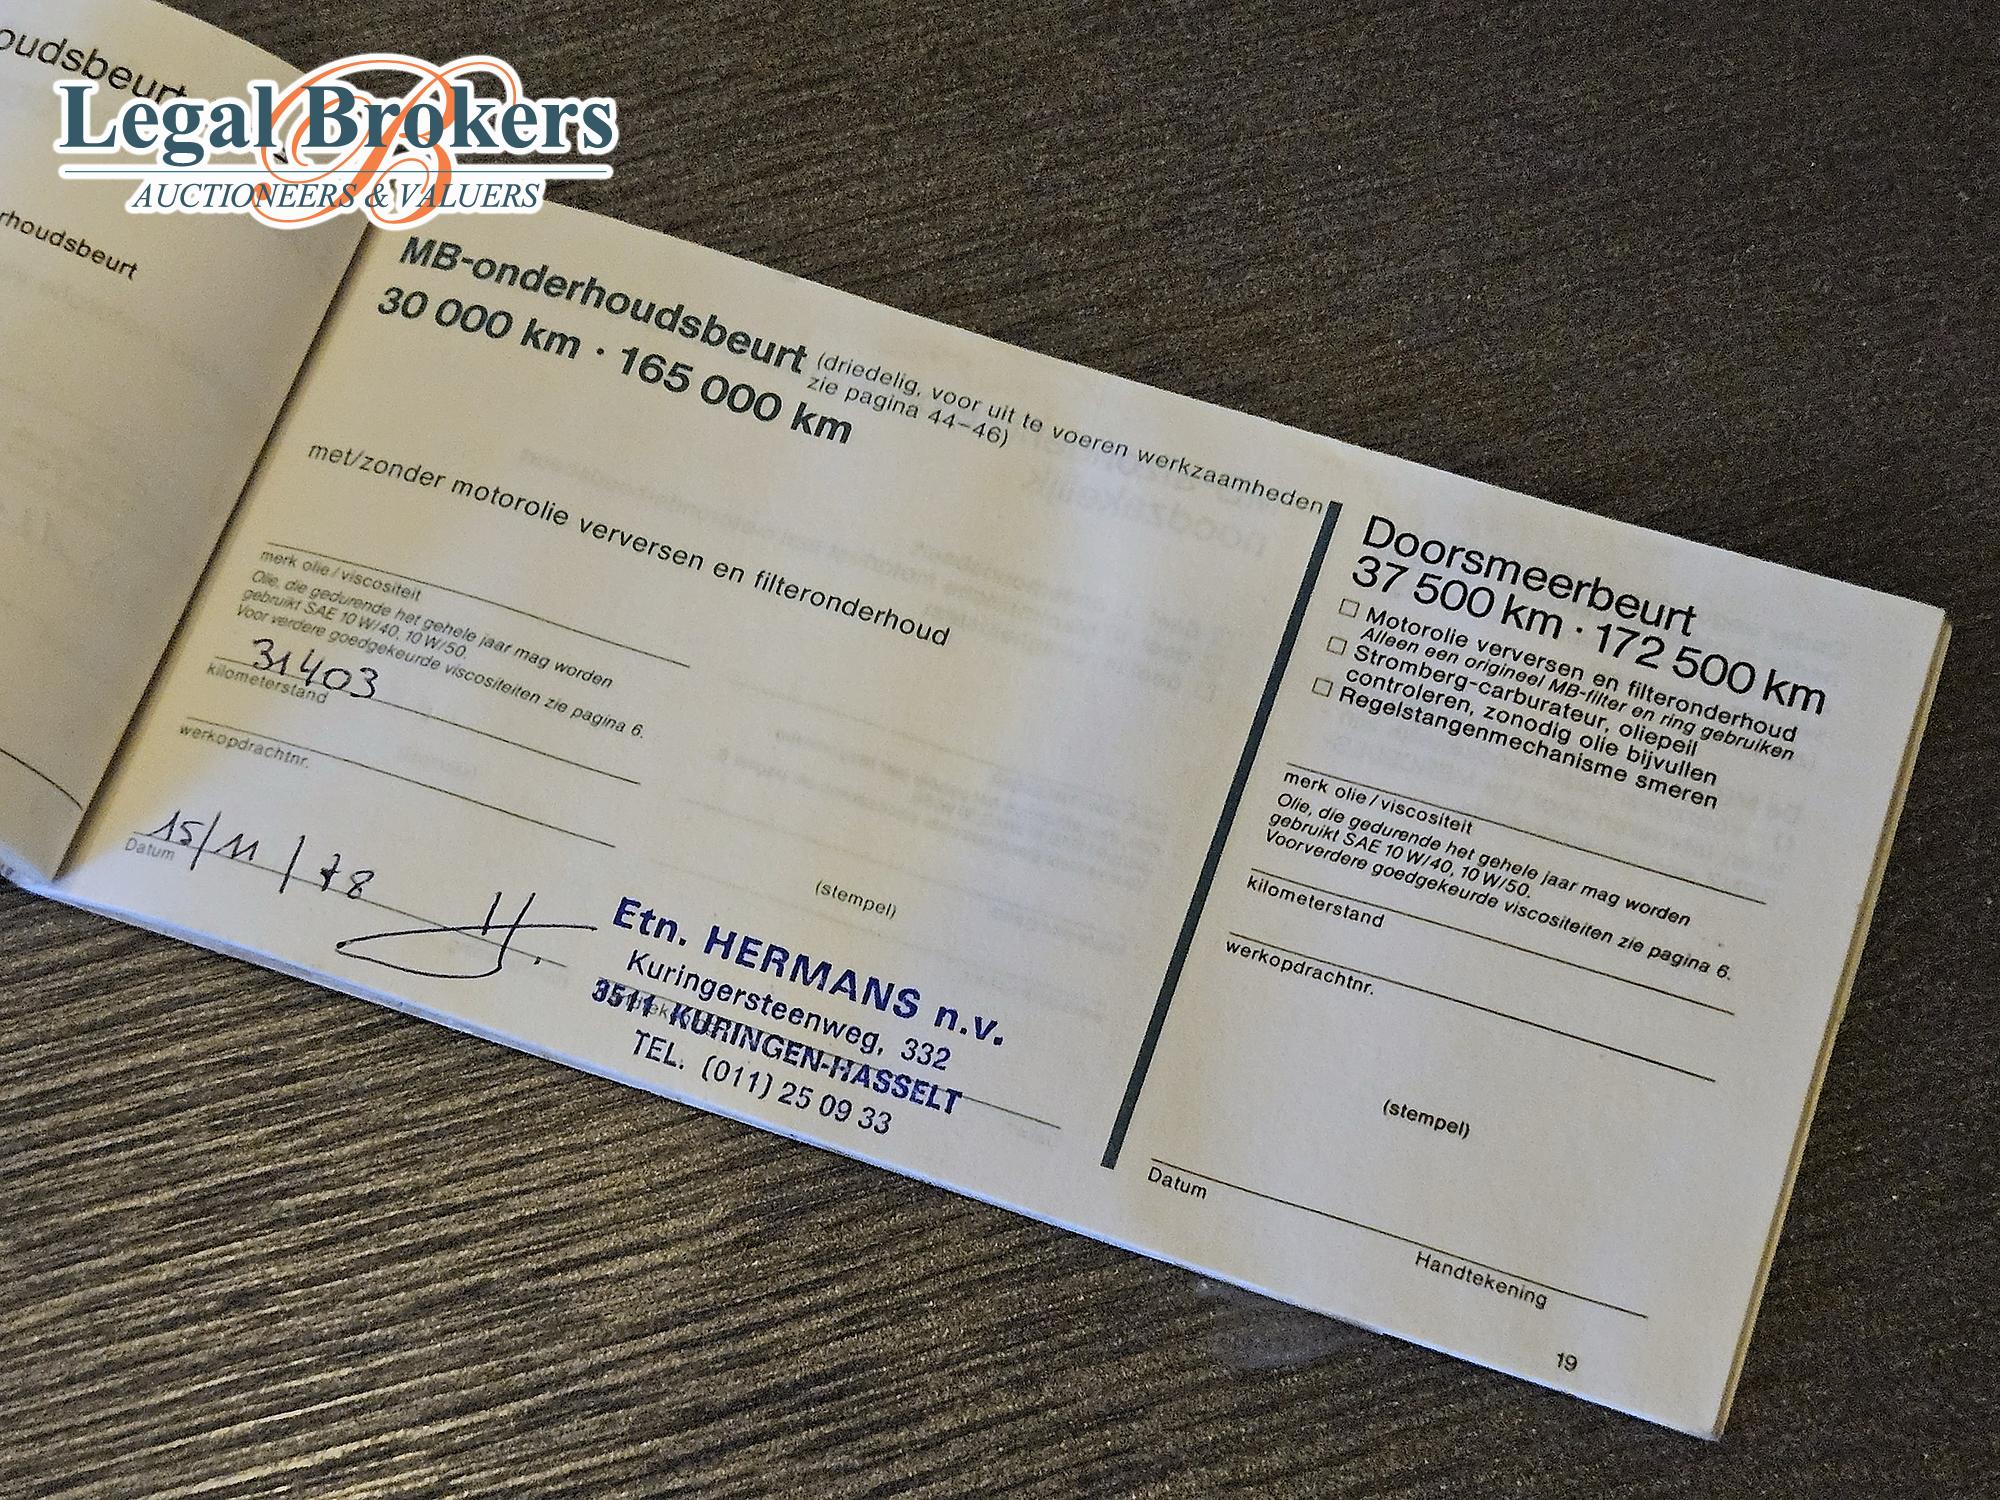 oudsbeurt
rhoudsbeurt
Legal Brokers
AUCTIONEERS & VALUERS
MB-onderhoudsbeurt (driedelig, voor uit te voeren werkzaamheden
zie pagina 44–46)
30 000 km · 165 000 km
met/zonder motorolie verversen en filteronderhoud
merk olie / viscositeit
Olie, die gedurende het gehele jaar mag worden
gebruikt SAE 10 W/40, 10 W/50.
Voor verdere goedgekeurde viscositeiten zie pagina 6.
31403
kilometerstand
werkopdrachtnr.
15/11/78
Datum
(stempel)
Etn. HERMANS n.v.
Kuringersteenweg, 332
3511 KURINGEN-HASSELT
TEL. (011) 25 09 33
Doorsmeerbeurt
37 500 km · 172 500 km
Motorolie verversen en filteronderhoud
Alleen een origineel MB-filter en ring gebruiken
Stromberg-carburateur, oliepeil
controleren, zonodig olie bijvullen
Regelstangenmechanisme smeren
merk olie / viscositeit
Olie, die gedurende het gehele jaar mag worden
gebruikt SAE 10 W/40, 10 W/50.
Voorverdere goedgekeurde viscositeiten zie pagina 6.
kilometerstand
werkopdrachtnr.
(stempel)
Datum
Handtekening
19